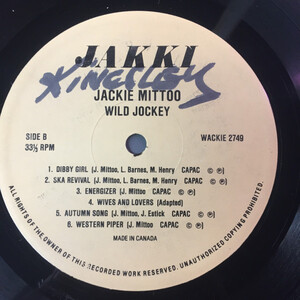 JAKKI
Kingsley
JACKIE MITTOO
WILD JOCKEY
SIDE B
33⅓ RPM
WACKIE 2749
1. DIBBY GIRL (J. Mittoo, L. Barnes, M. Henry CAPAC © ℗)
2. SKA REVIVAL (J. Mittoo, L. Barnes, M. Henry CAPAC © ℗)
3. ENERGIZER (J. Mittoo CAPAC © ℗)
4. WIVES AND LOVERS (Adapted)
5. AUTUMN SONG (J. Mittoo, J. Estick CAPAC © ℗)
6. WESTERN PIPER (J. Mittoo CAPAC © ℗)
MADE IN CANADA
ALL RIGHTS OF THE OWNER OF THIS RECORDED WORK RESERVED. UNAUTHORIZED COPYING PROHIBITED.